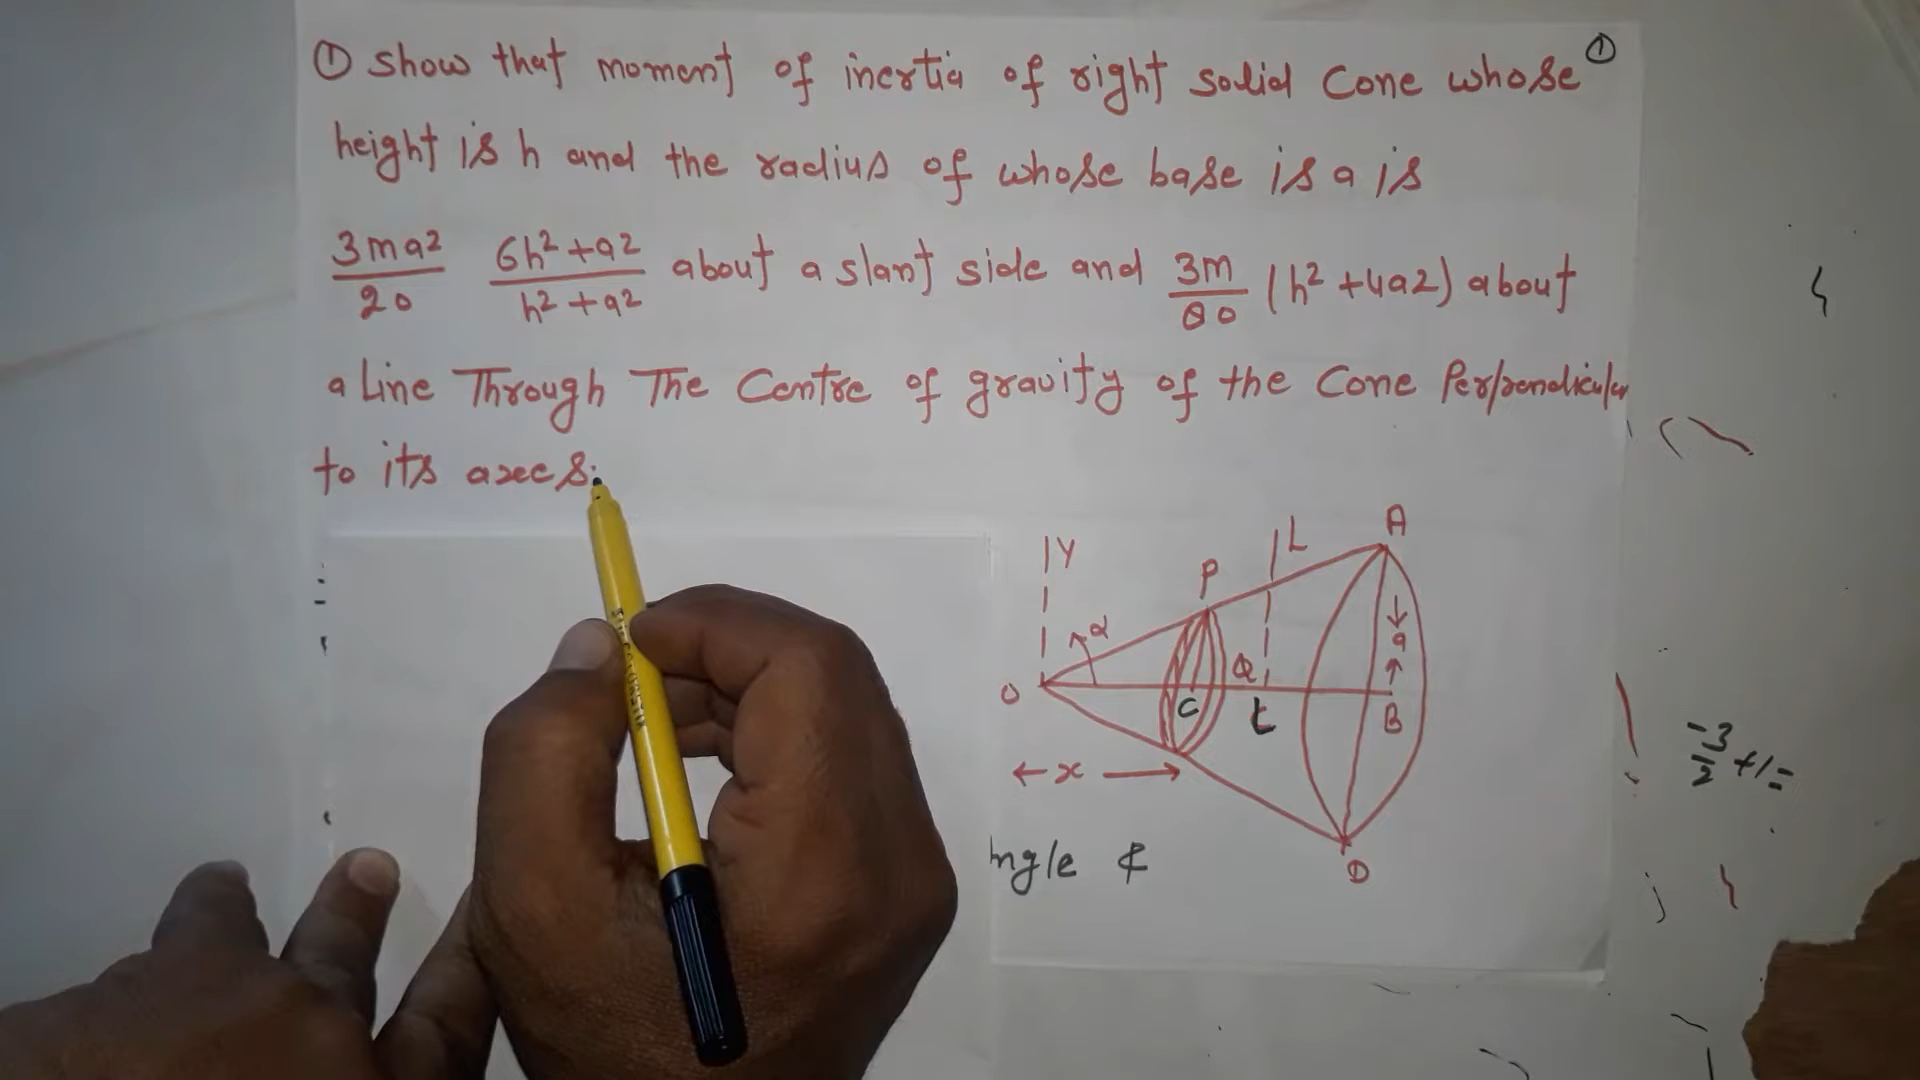 ① Show that moment of inertia of right solid Cone whose ①
height is h and the radius of whose base is a is
3ma2/20 6h2+a2/h2+a2 about a slant side and 3m/80 (h2+4a2) about
a Line Through The Centre of gravity of the Cone Perpendicular
to its axes.
Y
L
A
P
α
a
O
C
Q
t
B
← x →
D
-3/2 +1=
ngle ¢